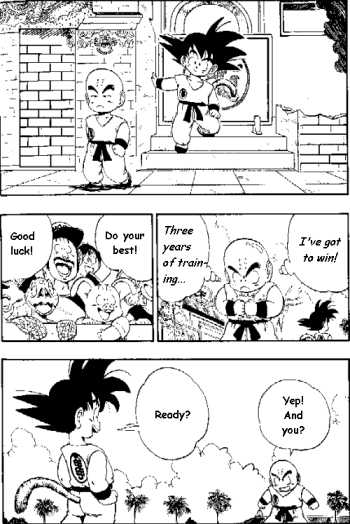 Good
luck!
Do your
best!
Three
years
of train-
ing...
I've got
to win!
Ready?
Yep!
And
you?